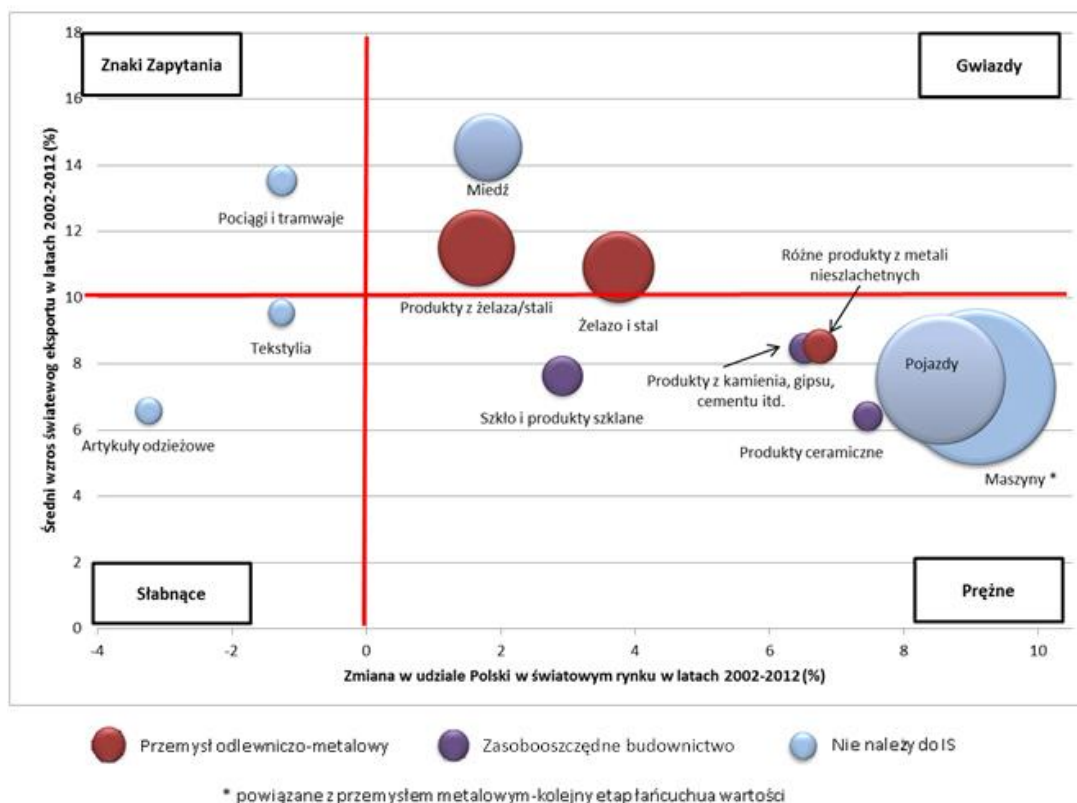 18
Znaki Zapytania
Gwiazdy
16
14
Miedź
Pociągi i tramwaje
12
Różne produkty z metali
nieszlachetnych
10
Produkty z żelaza/stali
Żelazo i stal
Tekstylia
8
Produkty z kamienia, gipsu,
cementu itd.
Pojazdy
Szkło i produkty szklane
6
Artykuły odzieżowe
Produkty ceramiczne
Maszyny *
4
2
Słabnące
Prężne
0
-4 -2 0 2 4 6 8 10
Średni wzros światewog eksportu w latach 2002-2012 (%)
Zmiana w udziale Polski w światowym rynku w latach 2002-2012 (%)
Przemysł odlewniczo-metalowy Zasobooszczędne budownictwo Nie należy do IS
* powiązane z przemysłem metalowym-kolejny etap łańcuchua wartości